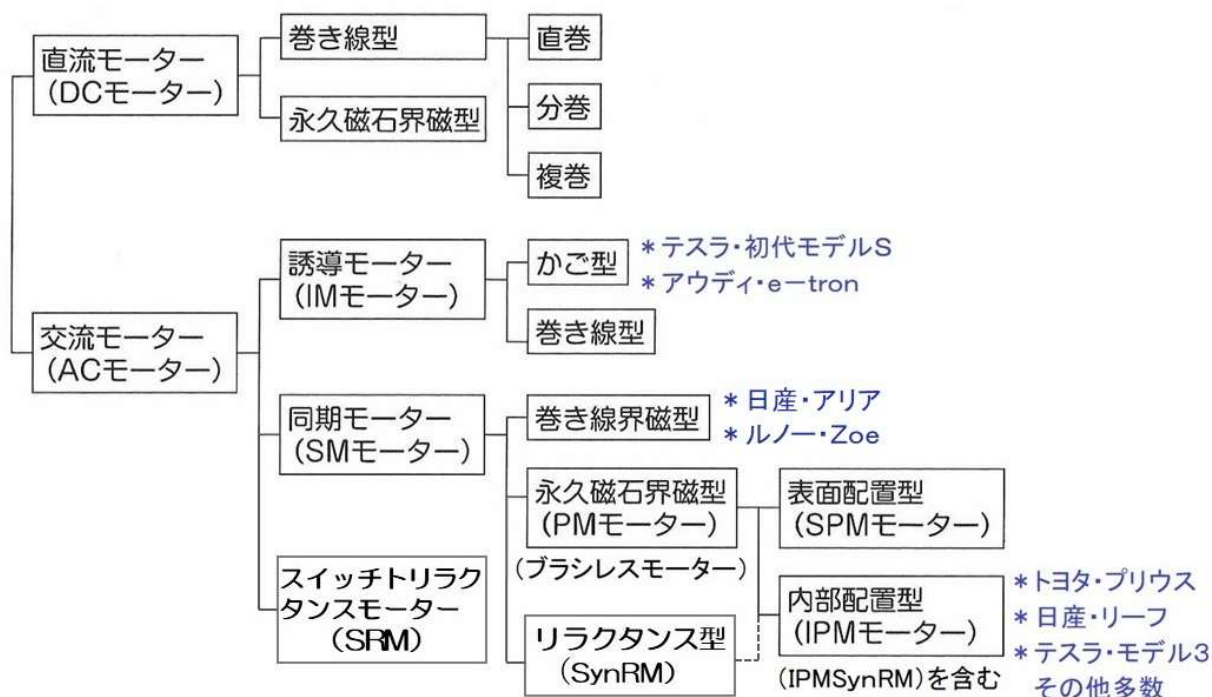 直流モーター
(DCモーター)
巻き線型
永久磁石界磁型
直巻
分巻
複巻
交流モーター
(ACモーター)
誘導モーター
(IMモーター)
かご型
*テスラ・初代モデルS
*アウディ・e−tron
巻き線型
同期モーター
(SMモーター)
巻き線界磁型
*日産・アリア
*ルノー・Zoe
永久磁石界磁型
(PMモーター)
(ブラシレスモーター)
表面配置型
(SPMモーター)
内部配置型
(IPMモーター)
(IPMSynRM)を含む
*トヨタ・プリウス
*日産・リーフ
*テスラ・モデル3
その他多数
リラクタンス型
(SynRM)
スイッチトリラク
タンスモーター
(SRM)